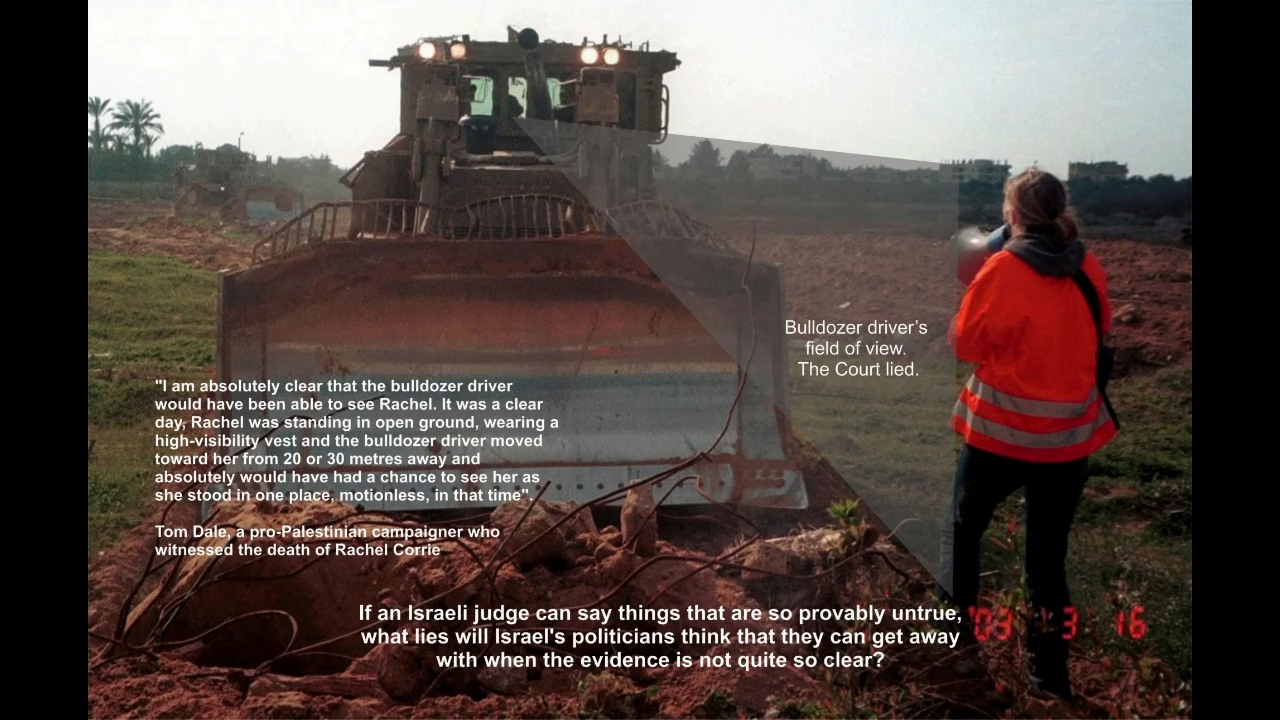 Bulldozer driver’s
field of view.
The Court lied.
"I am absolutely clear that the bulldozer driver
would have been able to see Rachel. It was a clear
day, Rachel was standing in open ground, wearing a
high-visibility vest and the bulldozer driver moved
toward her from 20 or 30 metres away and
absolutely would have had a chance to see her as
she stood in one place, motionless, in that time".
Tom Dale, a pro-Palestinian campaigner who
witnessed the death of Rachel Corrie
If an Israeli judge can say things that are so provably untrue,
what lies will Israel's politicians think that they can get away
with when the evidence is not quite so clear?
'03 3 16